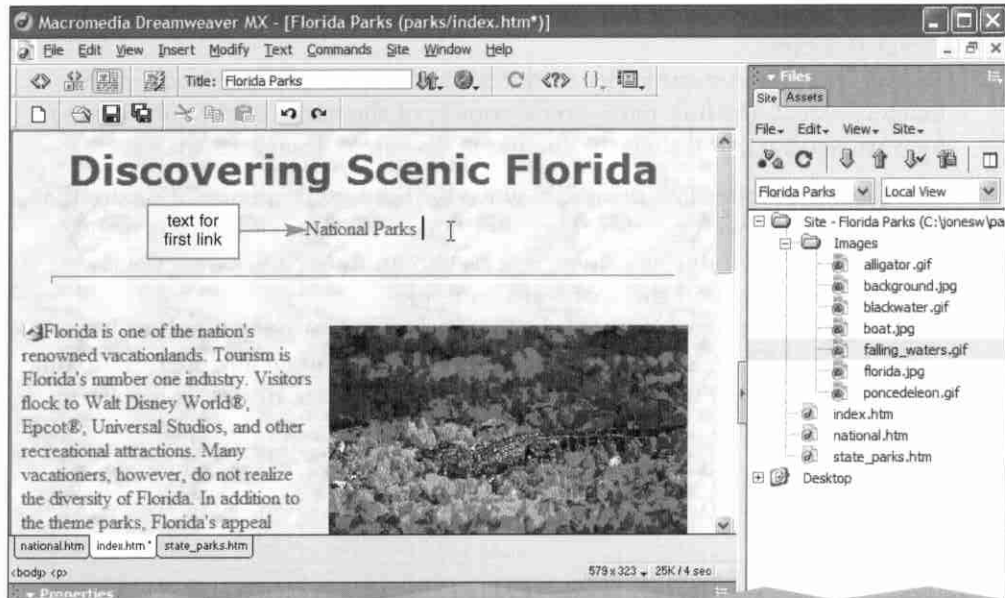 Macromedia Dreamweaver MX - [Florida Parks (parks/index.htm*)]
File Edit View Insert Modify Text Commands Site Window Help
Title: Florida Parks
Discovering Scenic Florida
text for
first link
National Parks
Florida is one of the nation's
renowned vacationlands. Tourism is
Florida's number one industry. Visitors
flock to Walt Disney World®,
Epcot®, Universal Studios, and other
recreational attractions. Many
vacationers, however, do not realize
the diversity of Florida. In addition to
the theme parks, Florida's appeal
national.htm index.htm* state_parks.htm
<body> <p>
579 x 323 25K / 4 sec
Properties
Files
Site Assets
File Edit View Site
Florida Parks Local View
Site - Florida Parks (C:\jonesw\pa
Images
alligator.gif
background.jpg
blackwater.gif
boat.jpg
falling_waters.gif
florida.jpg
poncedeleon.gif
index.htm
national.htm
state_parks.htm
Desktop